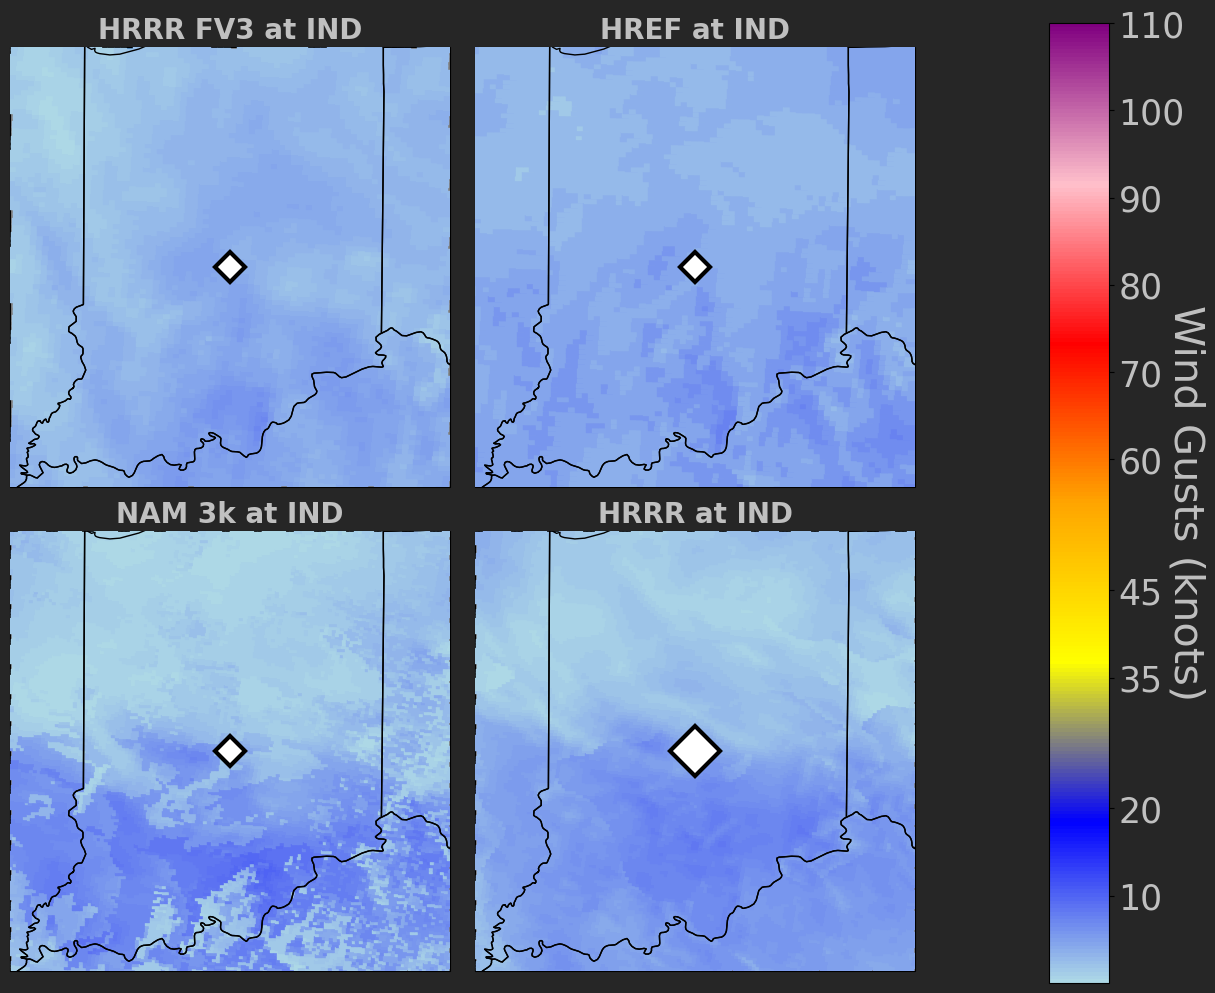 HRRR FV3 at IND
HREF at IND
NAM 3k at IND
HRRR at IND
110
100
90
80
70
60
45
35
20
10
Wind Gusts (knots)